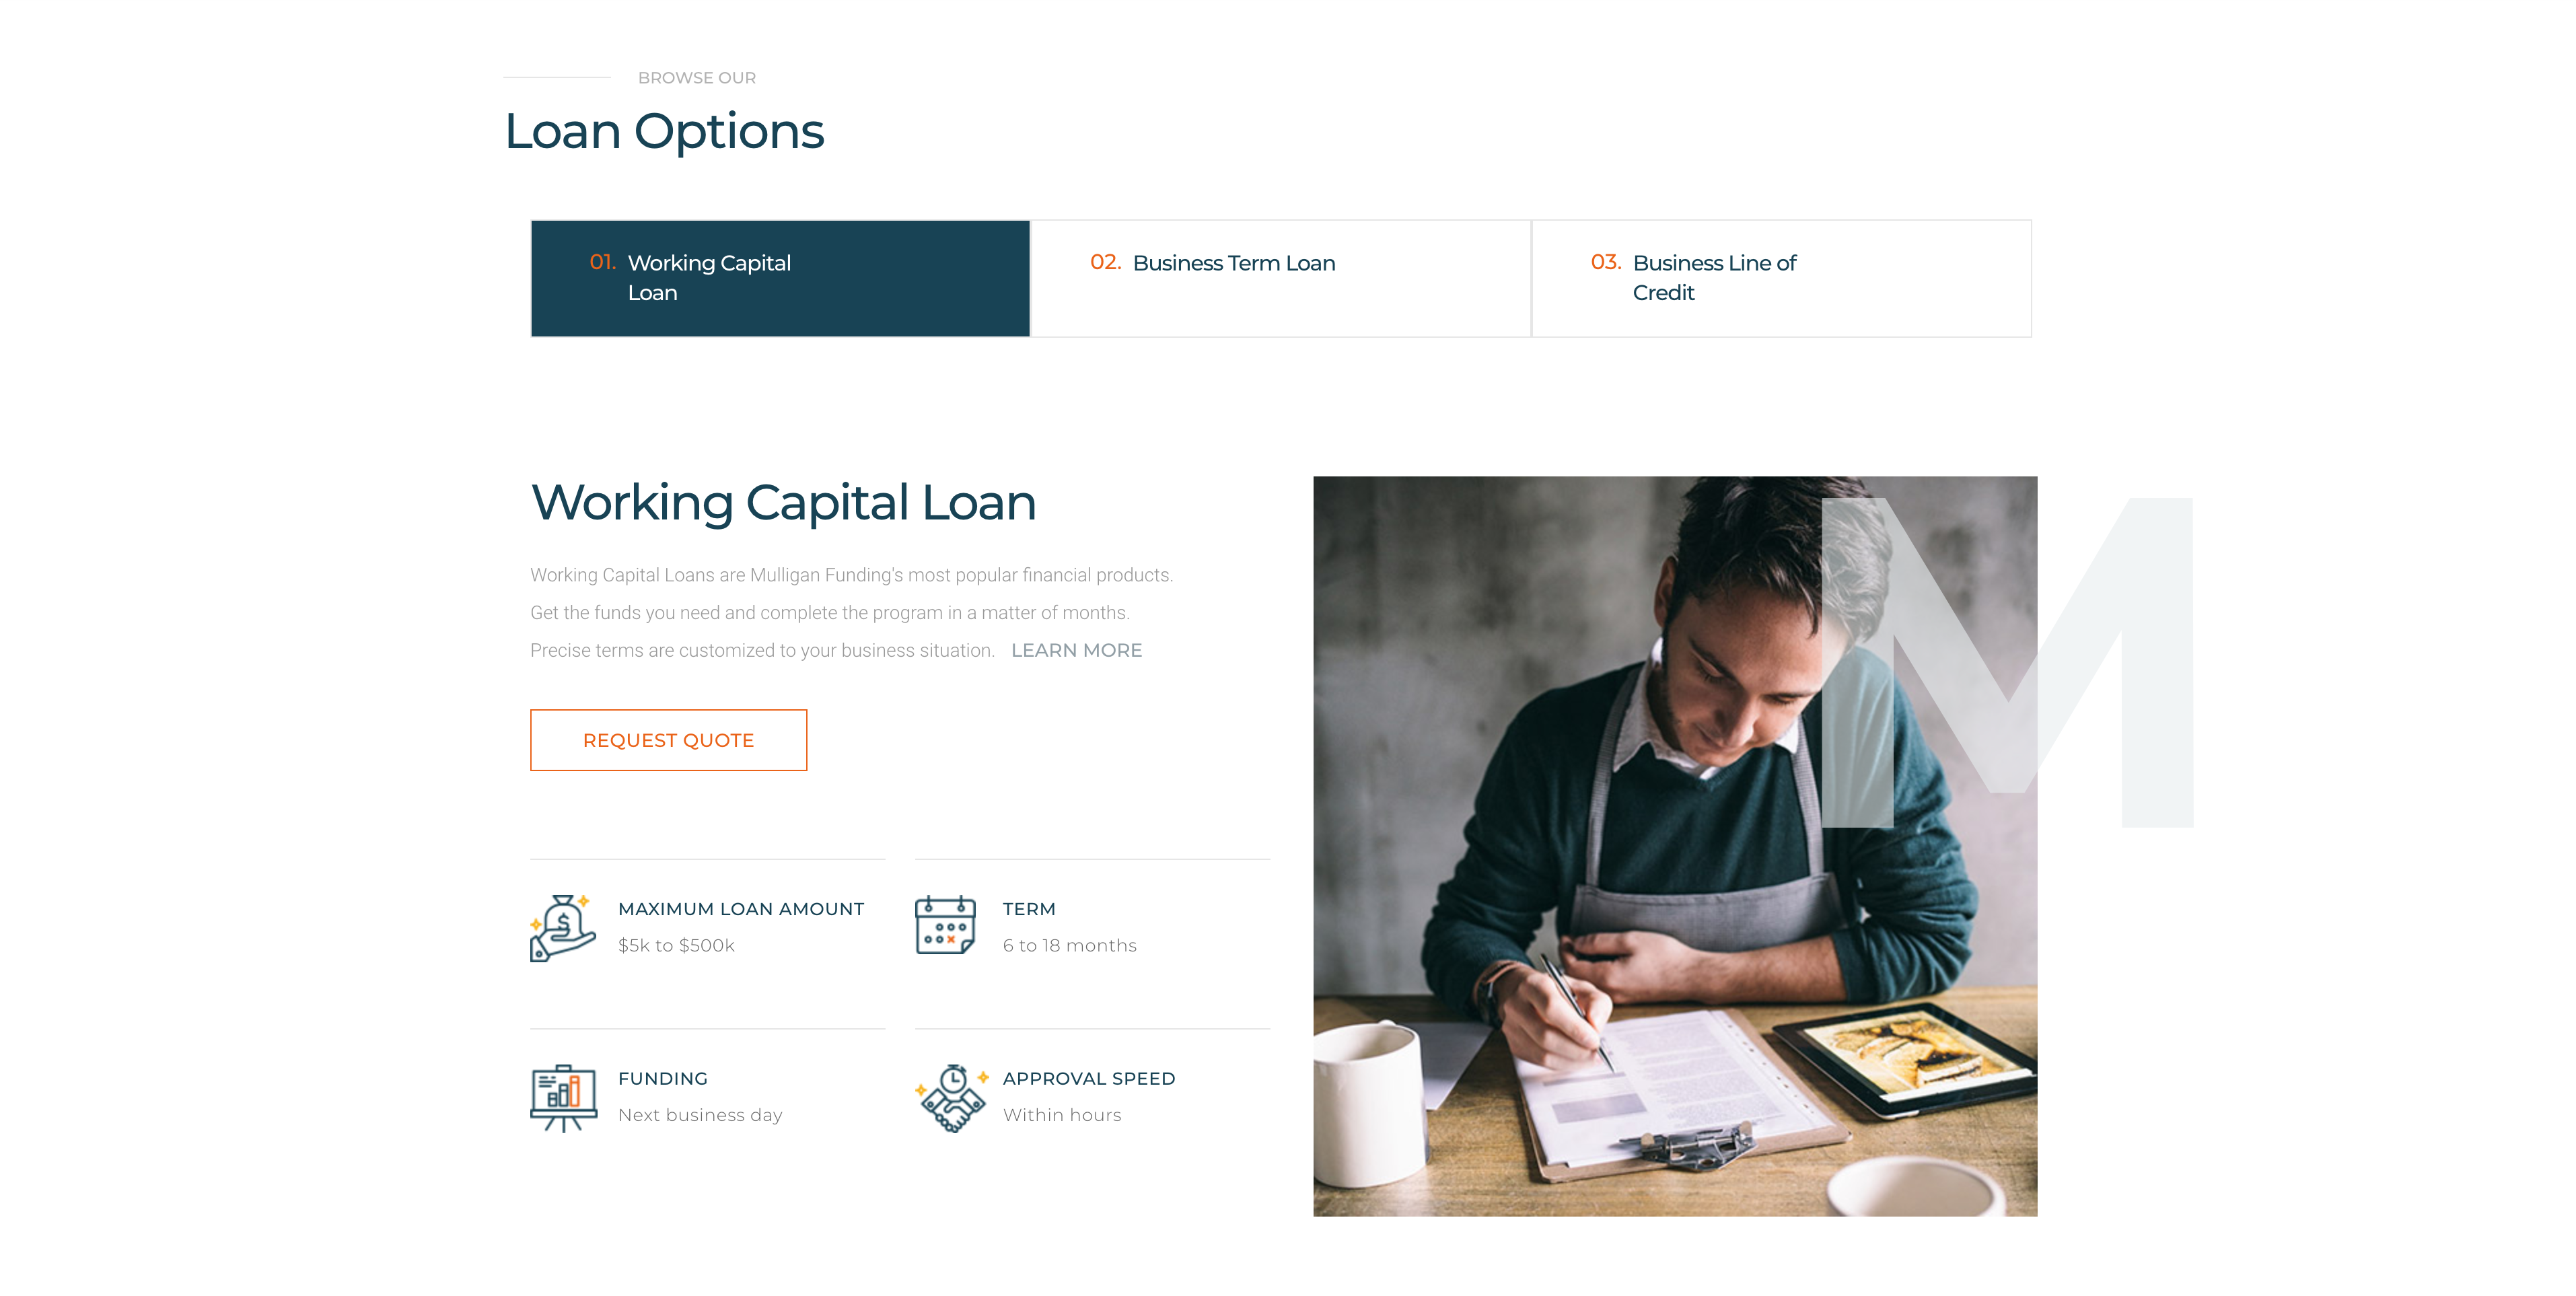 BROWSE OUR
Loan Options
01. Working Capital
Loan
02. Business Term Loan
03. Business Line of
Credit
Working Capital Loan
Working Capital Loans are Mulligan Funding's most popular financial products.
Get the funds you need and complete the program in a matter of months.
Precise terms are customized to your business situation. LEARN MORE
REQUEST QUOTE
MAXIMUM LOAN AMOUNT
$5k to $500k
TERM
6 to 18 months
FUNDING
Next business day
APPROVAL SPEED
Within hours
M